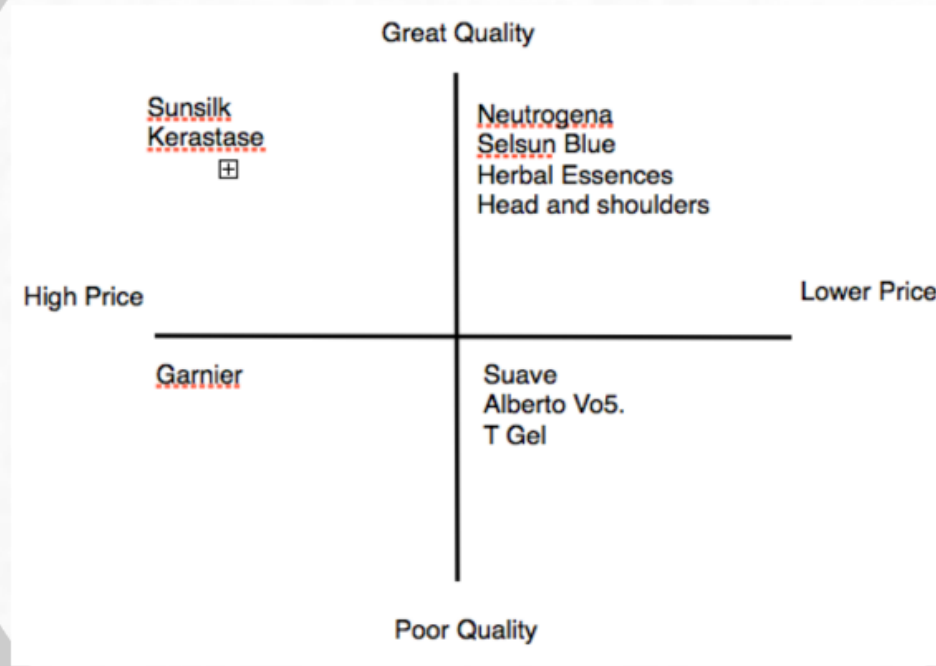 Great Quality
Sunsilk
Kerastase
Neutrogena
Selsun Blue
Herbal Essences
Head and shoulders
High Price
Lower Price
Garnier
Suave
Alberto Vo5.
T Gel
Poor Quality